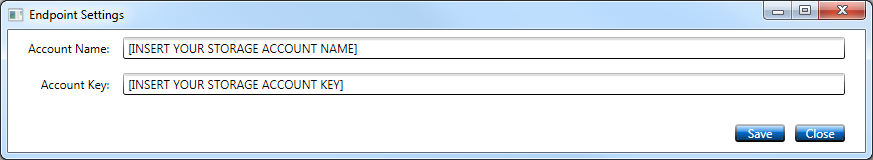 Endpoint Settings
Account Name: [INSERT YOUR STORAGE ACCOUNT NAME]
Account Key: [INSERT YOUR STORAGE ACCOUNT KEY]
Save Close